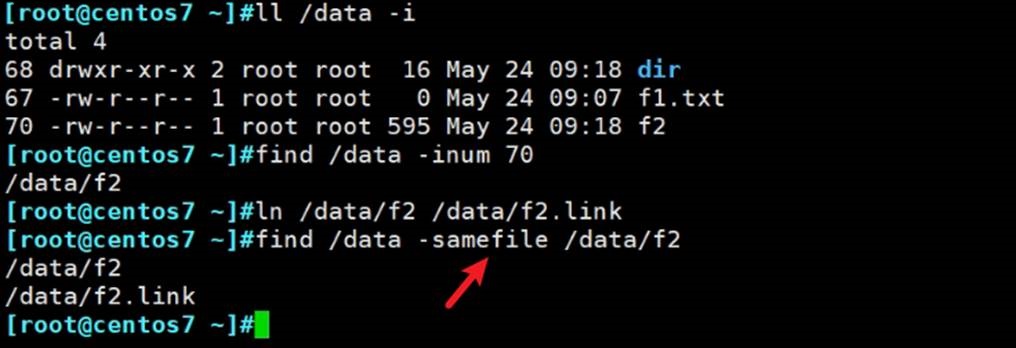 [root@centos7 ~]#ll /data -i
total 4
68 drwxr-xr-x 2 root root  16 May 24 09:18 dir
67 -rw-r--r-- 1 root root   0 May 24 09:07 f1.txt
70 -rw-r--r-- 1 root root 595 May 24 09:18 f2
[root@centos7 ~]#find /data -inum 70
/data/f2
[root@centos7 ~]#ln /data/f2 /data/f2.link
[root@centos7 ~]#find /data -samefile /data/f2
/data/f2
/data/f2.link
[root@centos7 ~]#